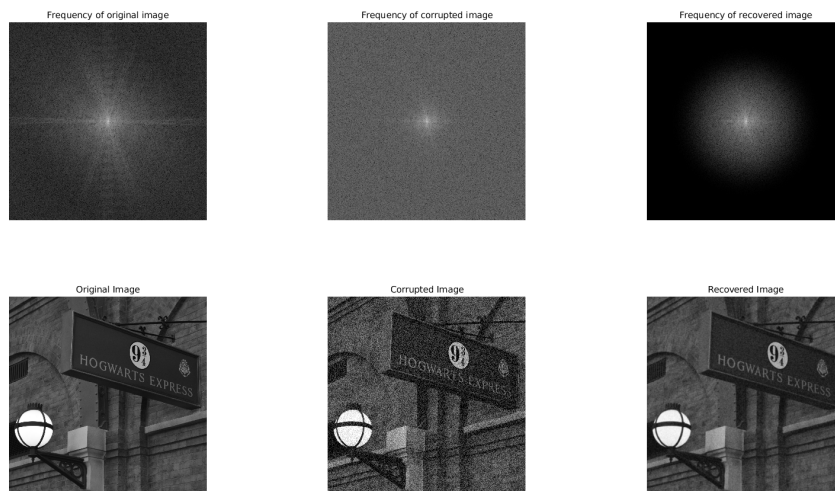 Frequency of original image
Frequency of corrupted image
Frequency of recovered image
Original Image
Corrupted Image
Recovered Image
9¾
HOGWARTS EXPRESS
9¾
HOGWARTS EXPRESS
9¾
HOGWARTS EXPRESS